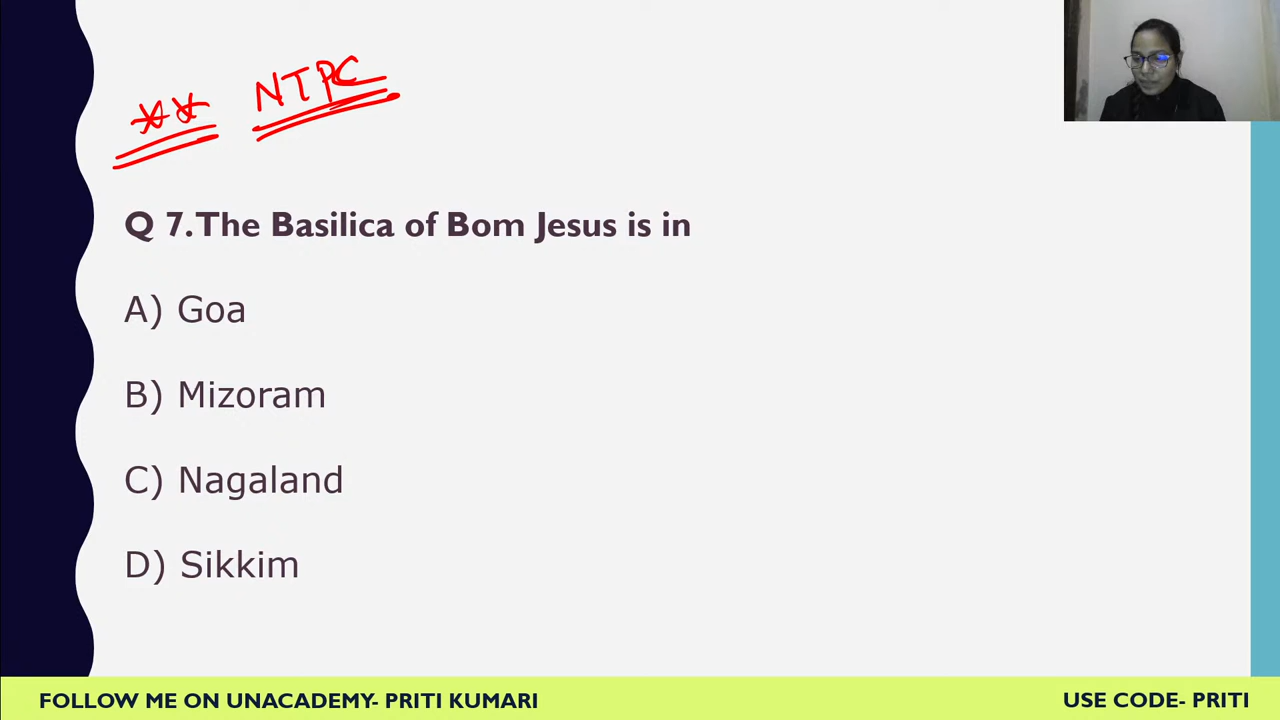 ** NTPC
Q 7.The Basilica of Bom Jesus is in
A) Goa
B) Mizoram
C) Nagaland
D) Sikkim
FOLLOW ME ON UNACADEMY- PRITI KUMARI
USE CODE- PRITI